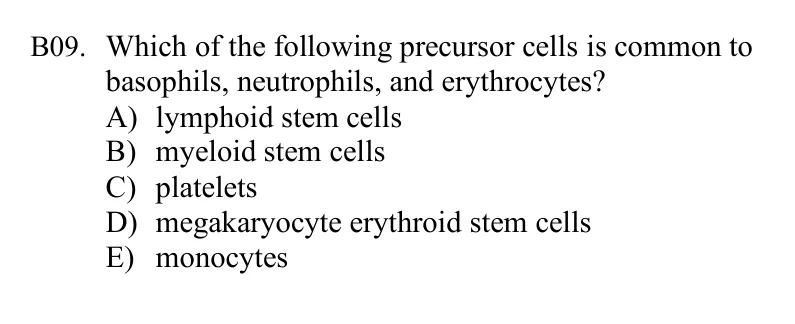 B09. Which of the following precursor cells is common to
basophils, neutrophils, and erythrocytes?
A) lymphoid stem cells
B) myeloid stem cells
C) platelets
D) megakaryocyte erythroid stem cells
E) monocytes